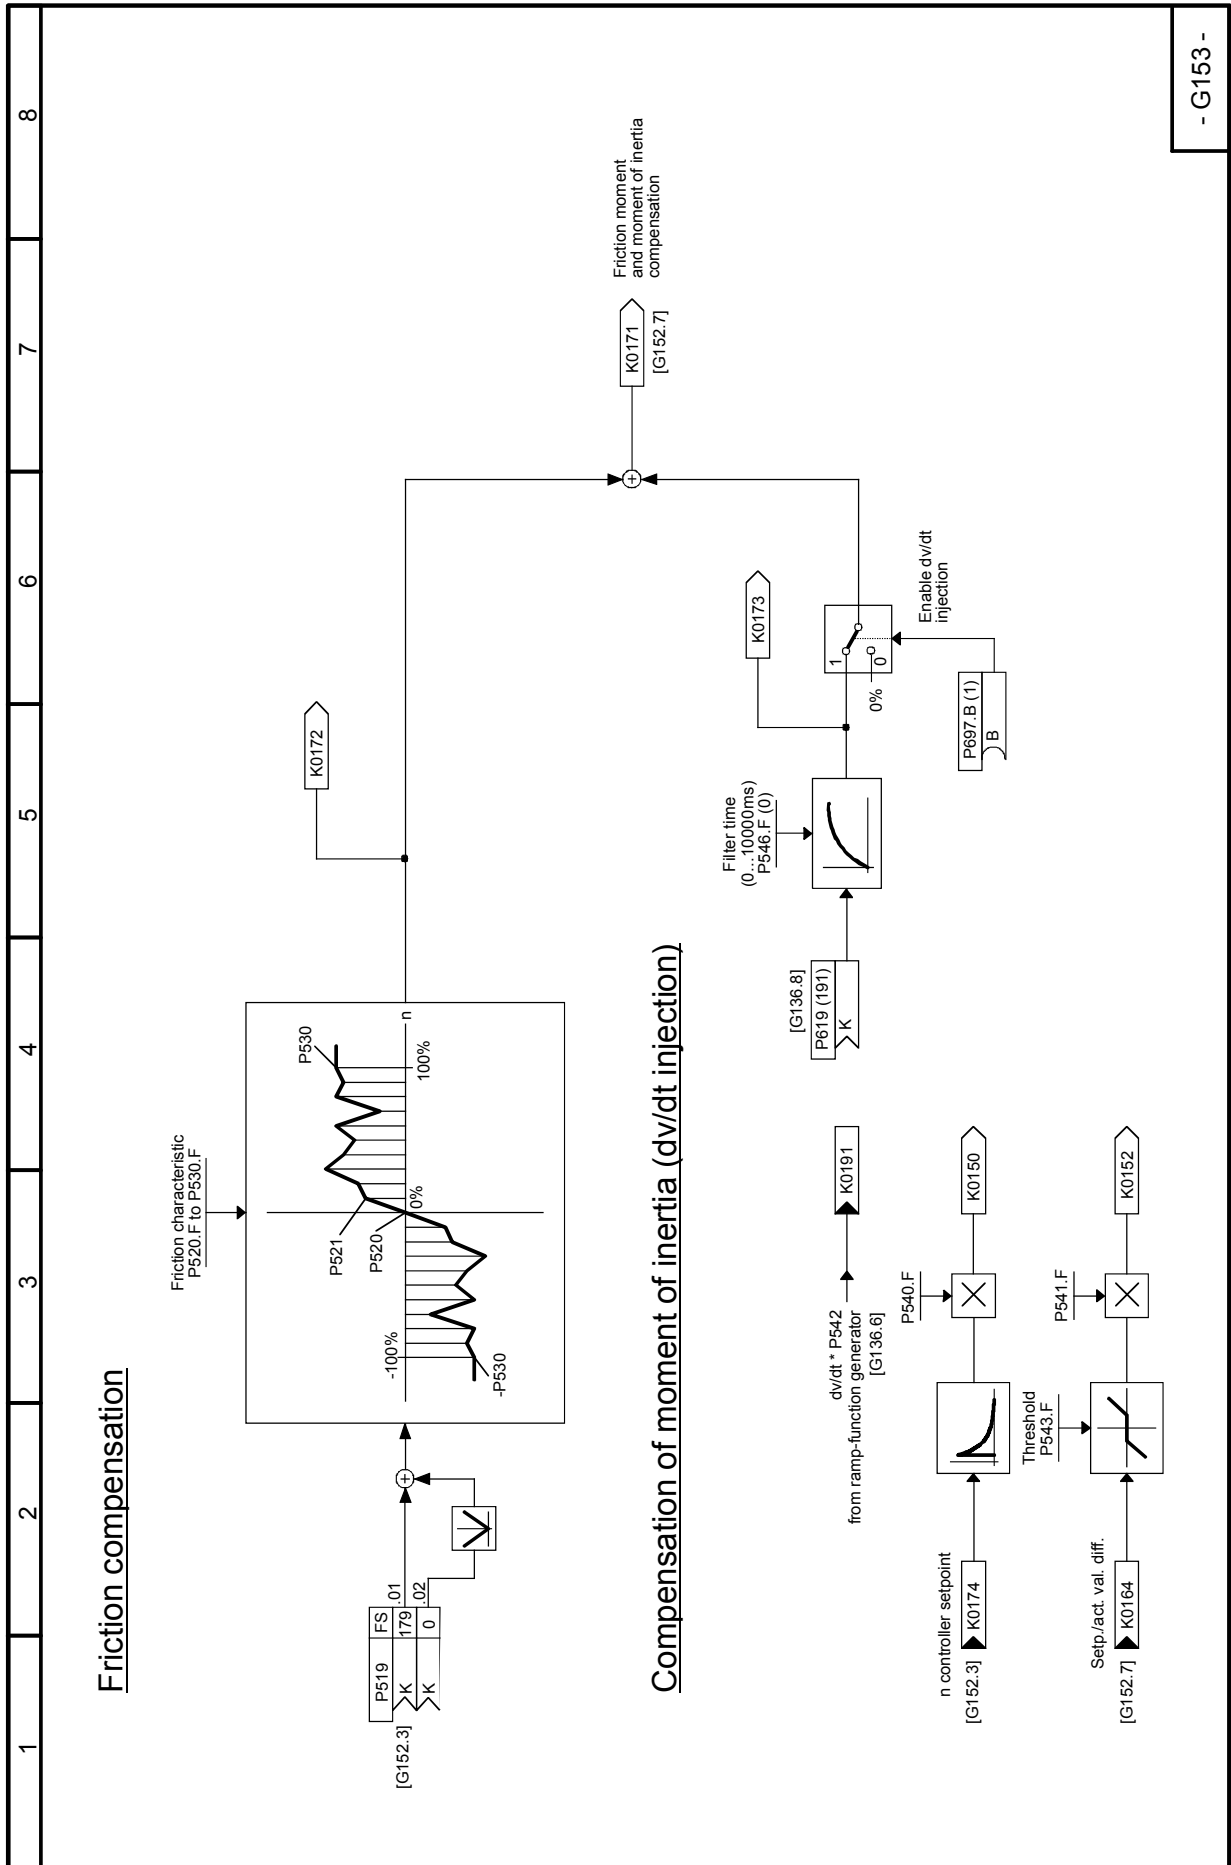 1 2 3 4 5 6 7 8
Friction compensation
Friction characteristic
P520.F to P530.F
P519 FS
K 179 .01
K 0 .02
[G152.3]
-100%
-P530
P521
P520
0%
P530
100%
n
K0172
Friction moment
and moment of inertia
compensation
K0171
[G152.7]
Compensation of moment of inertia (dv/dt injection)
Filter time
(0...10000ms)
P546.F (0)
[G136.8]
P619 (191)
K
K0173
1
0
0%
Enable dv/dt
injection
P697.B (1)
B
dv/dt * P542
from ramp-function generator
[G136.6]
K0191
n controller setpoint
[G152.3]
K0174
P540.F
K0150
Setp./act. val. diff.
[G152.7]
K0164
Threshold
P543.F
P541.F
K0152
- G153 -